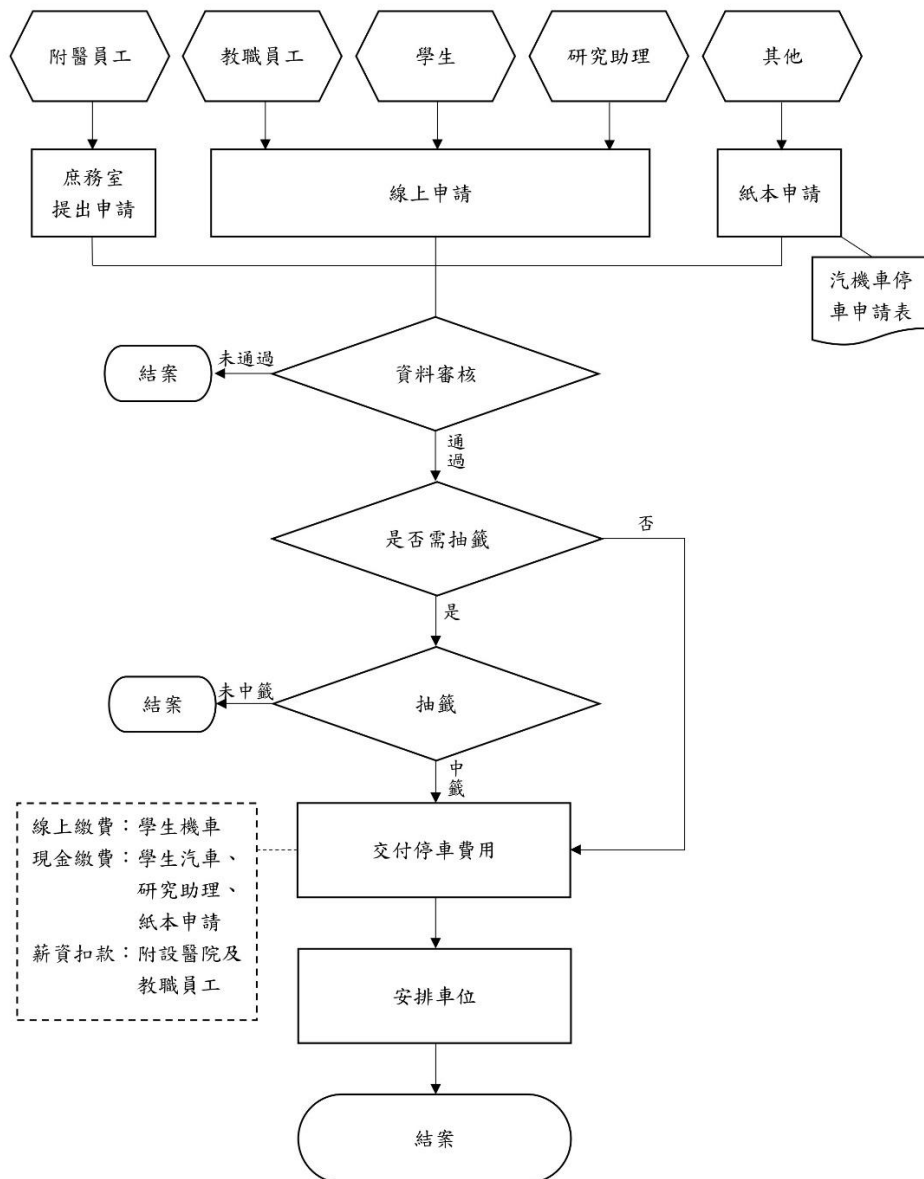 附醫員工
教職員工
學生
研究助理
其他
庶務室
提出申請
線上申請
紙本申請
汽機車停
車申請表
資料審核
未通過
結案
通
過
是否需抽籤
否
是
抽籤
未中籤
結案
中
籤
線上繳費：學生機車
現金繳費：學生汽車、
研究助理、
紙本申請
薪資扣款：附設醫院及
教職員工
交付停車費用
安排車位
結案